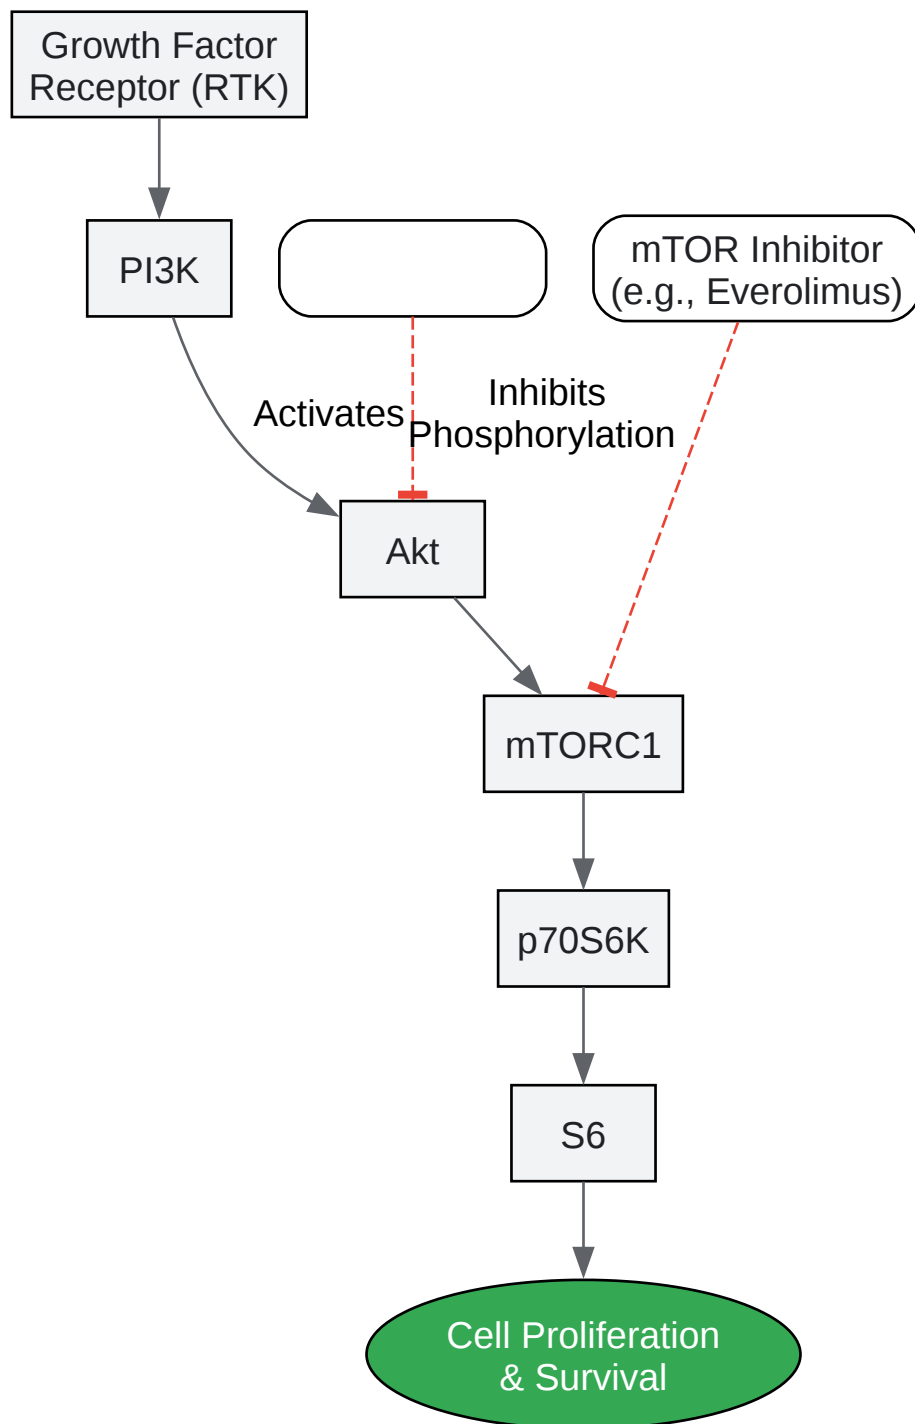 Growth Factor
Receptor (RTK)
PI3K
mTOR Inhibitor
(e.g., Everolimus)
Activates
Inhibits
Phosphorylation
Akt
mTORC1
p70S6K
S6
Cell Proliferation
& Survival